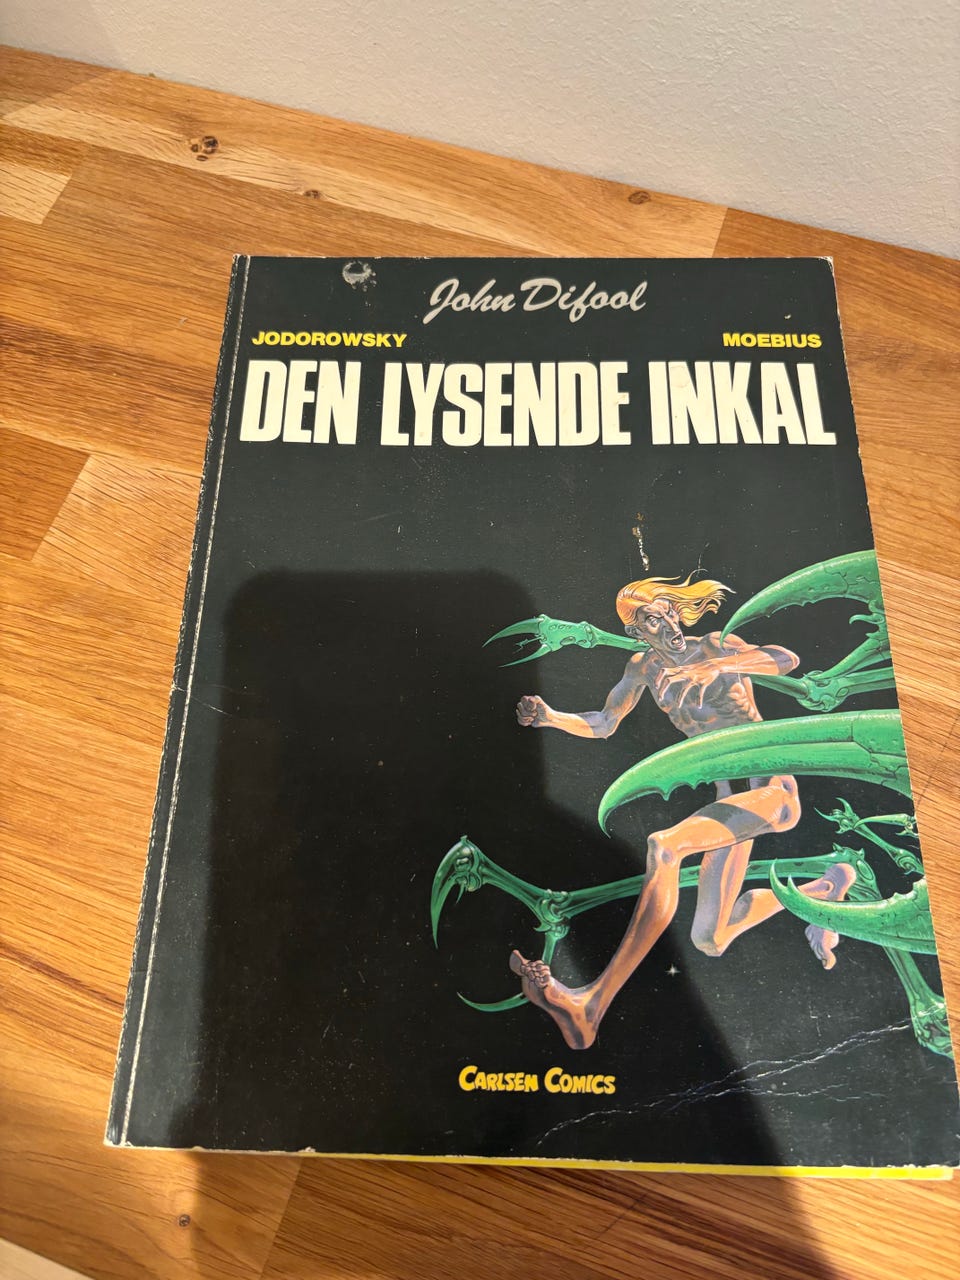 John Difool
JODOROWSKY MOEBIUS
DEN LYSENDE INKAL
CARLSEN COMICS